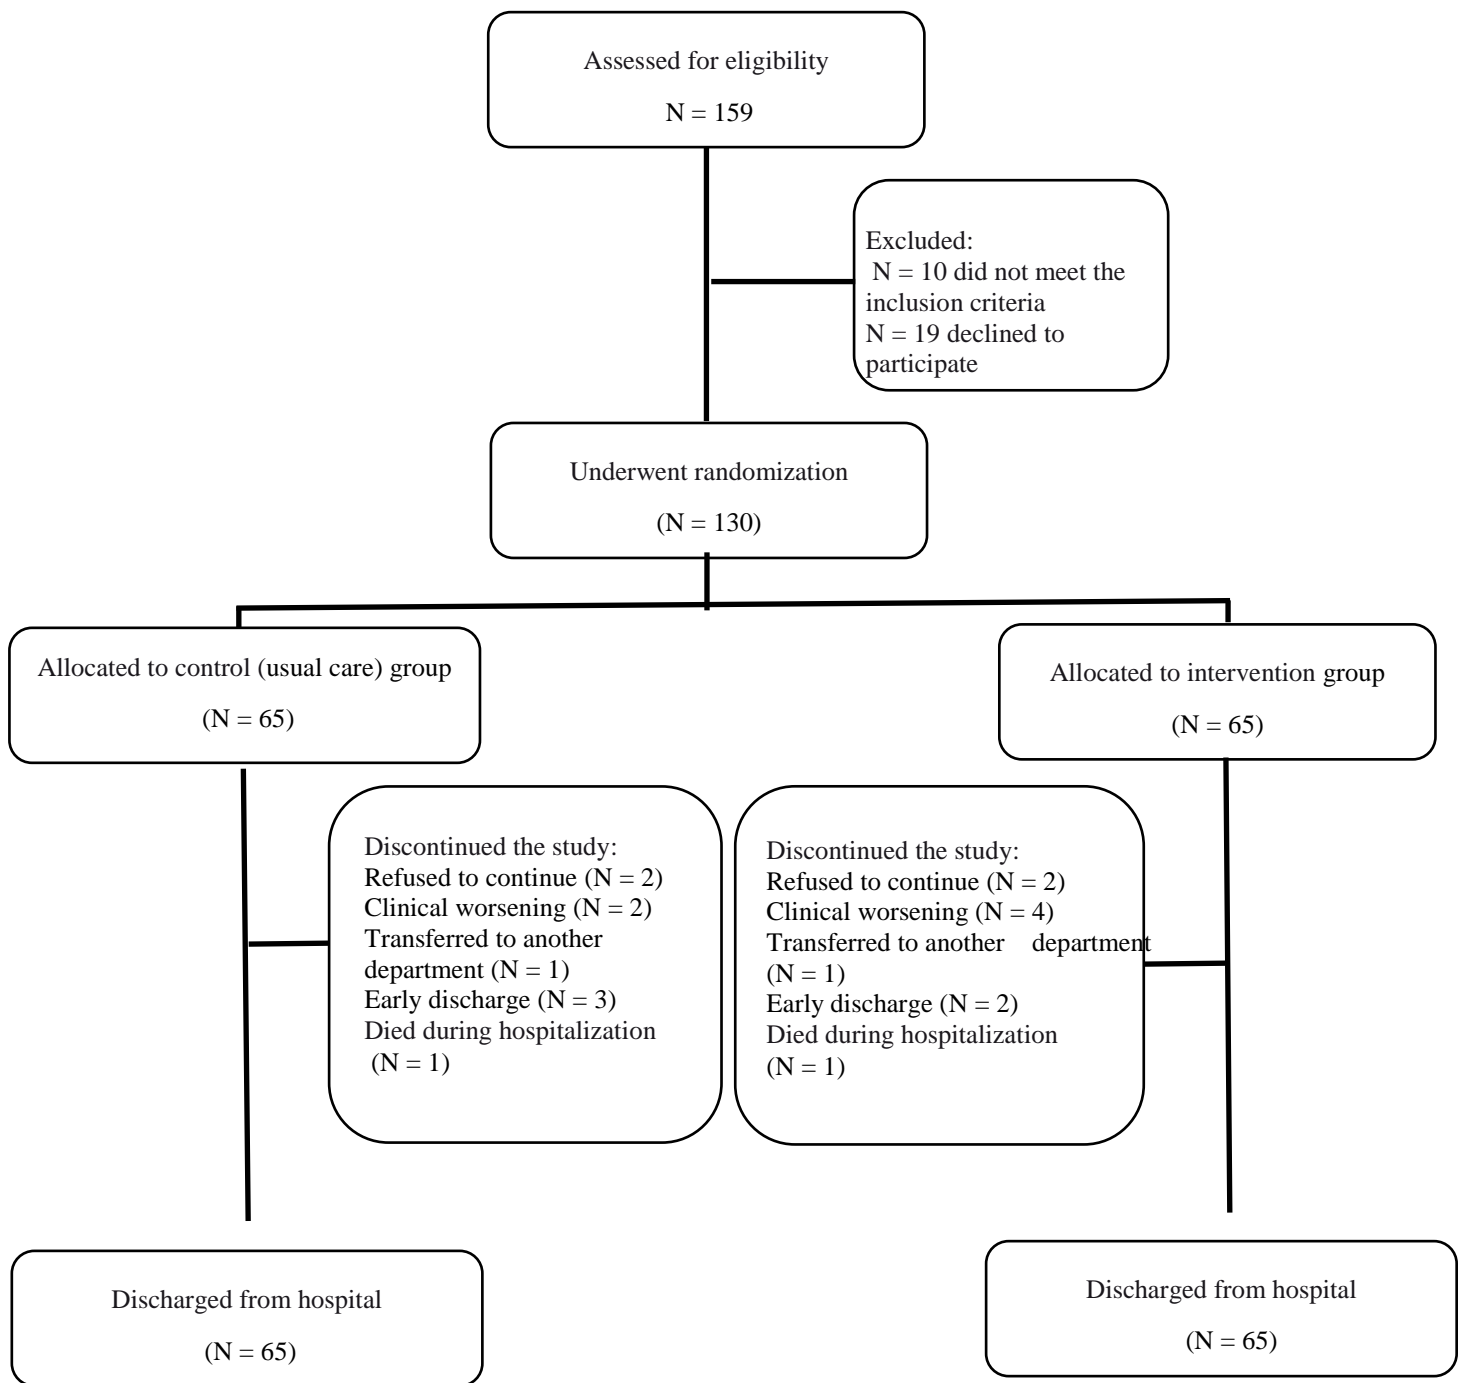 Assessed for eligibility
N = 159
Excluded:
N = 10 did not meet the
inclusion criteria
N = 19 declined to
participate
Underwent randomization
(N = 130)
Allocated to control (usual care) group
(N = 65)
Allocated to intervention group
(N = 65)
Discontinued the study:
Refused to continue (N = 2)
Clinical worsening (N = 2)
Transferred to another
department (N = 1)
Early discharge (N = 3)
Died during hospitalization
(N = 1)
Discontinued the study:
Refused to continue (N = 2)
Clinical worsening (N = 4)
Transferred to another department
(N = 1)
Early discharge (N = 2)
Died during hospitalization
(N = 1)
Discharged from hospital
(N = 65)
Discharged from hospital
(N = 65)